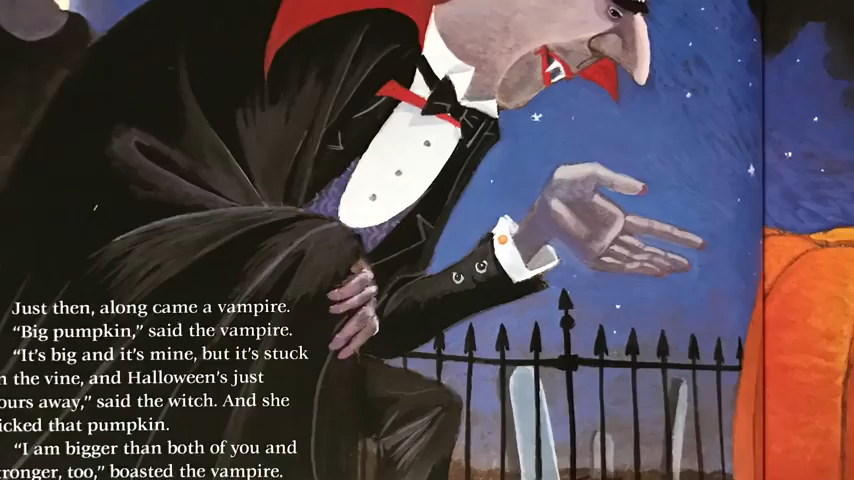 Just then, along came a vampire.
“Big pumpkin,” said the vampire.
“It's big and it's mine, but it's stuck
n the vine, and Halloween's just
ours away,” said the witch. And she
icked that pumpkin.
“I am bigger than both of you and
tronger, too,” boasted the vampire.